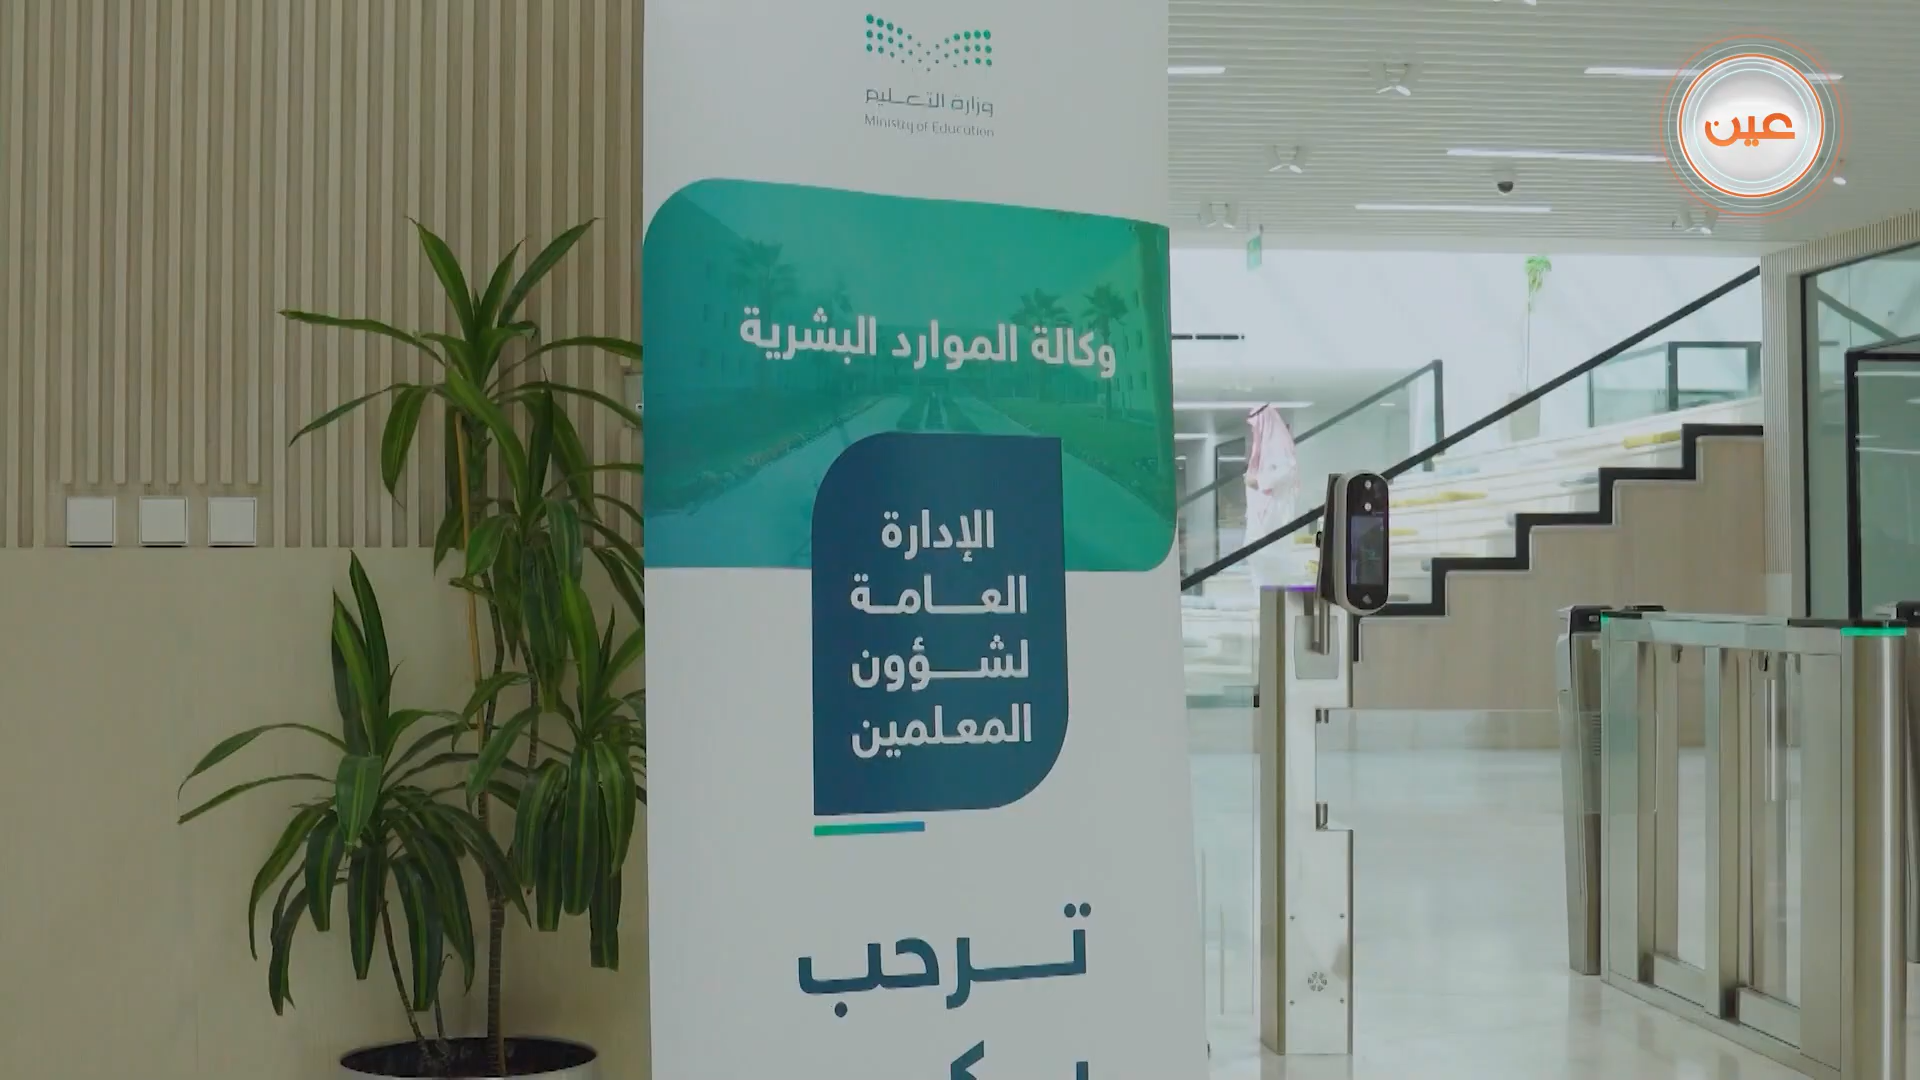 وزارة التعليم
Ministry of Education
عين
وكالة الموارد البشرية
الإدارة
العامة
لشؤون
المعلمين
ترحب